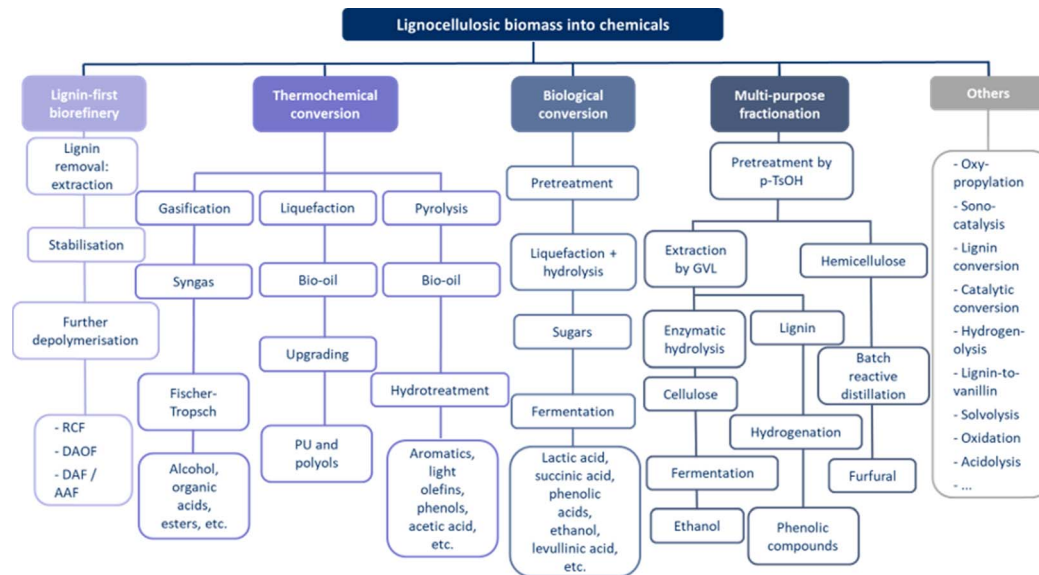 Lignocellulosic biomass into chemicals
Lignin-first
biorefinery
Lignin
removal:
extraction
Stabilisation
Further
depolymerisation
- RCF
- DAOF
- DAF /
AAF
Thermochemical
conversion
Gasification
Syngas
Fischer-
Tropsch
Alcohol,
organic
acids,
esters, etc.
Liquefaction
Bio-oil
Upgrading
PU and
polyols
Pyrolysis
Bio-oil
Hydrotreatment
Aromatics,
light
olefins,
phenols,
acetic acid,
etc.
Biological
conversion
Pretreatment
Liquefaction +
hydrolysis
Sugars
Fermentation
Lactic acid,
succinic acid,
phenolic
acids,
ethanol,
levullinic acid,
etc.
Multi-purpose
fractionation
Pretreatment by
p-TsOH
Extraction
by GVL
Enzymatic
hydrolysis
Cellulose
Fermentation
Ethanol
Lignin
Hydrogenation
Phenolic
compounds
Hemicellulose
Batch
reactive
distillation
Furfural
Others
- Oxy-
propylation
- Sono-
catalysis
- Lignin
conversion
- Catalytic
conversion
- Hydrogen-
olysis
- Lignin-to-
vanillin
- Solvolysis
- Oxidation
- Acidolysis
- ...